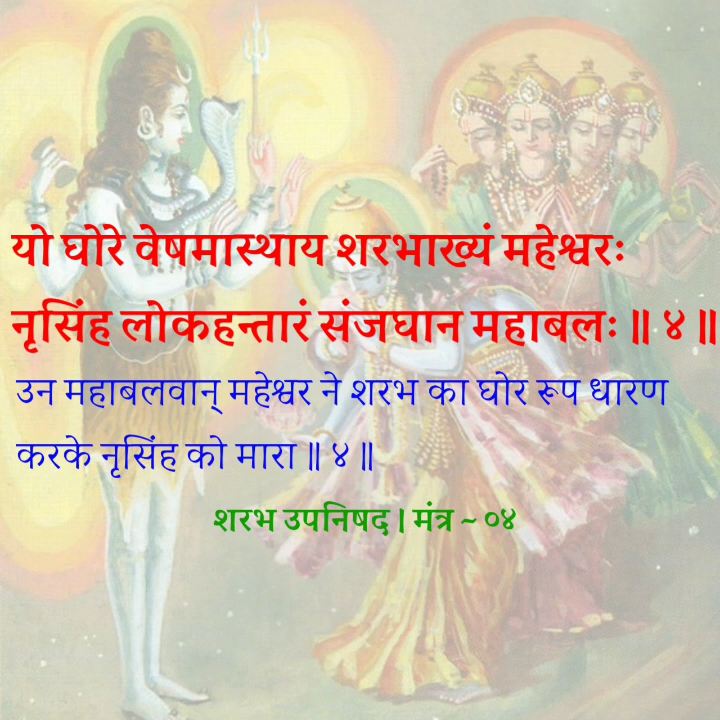 यो घोरे वेषमास्थाय शरभाख्यं महेश्वरः
नृसिंह लोकहन्तारं संजघान महाबलः ॥ ४ ॥
उन महाबलवान् महेश्वर ने शरभ का घोर रूप धारण
करके नृसिंह को मारा ॥ ४ ॥
शरभ उपनिषद । मंत्र ~ ०४